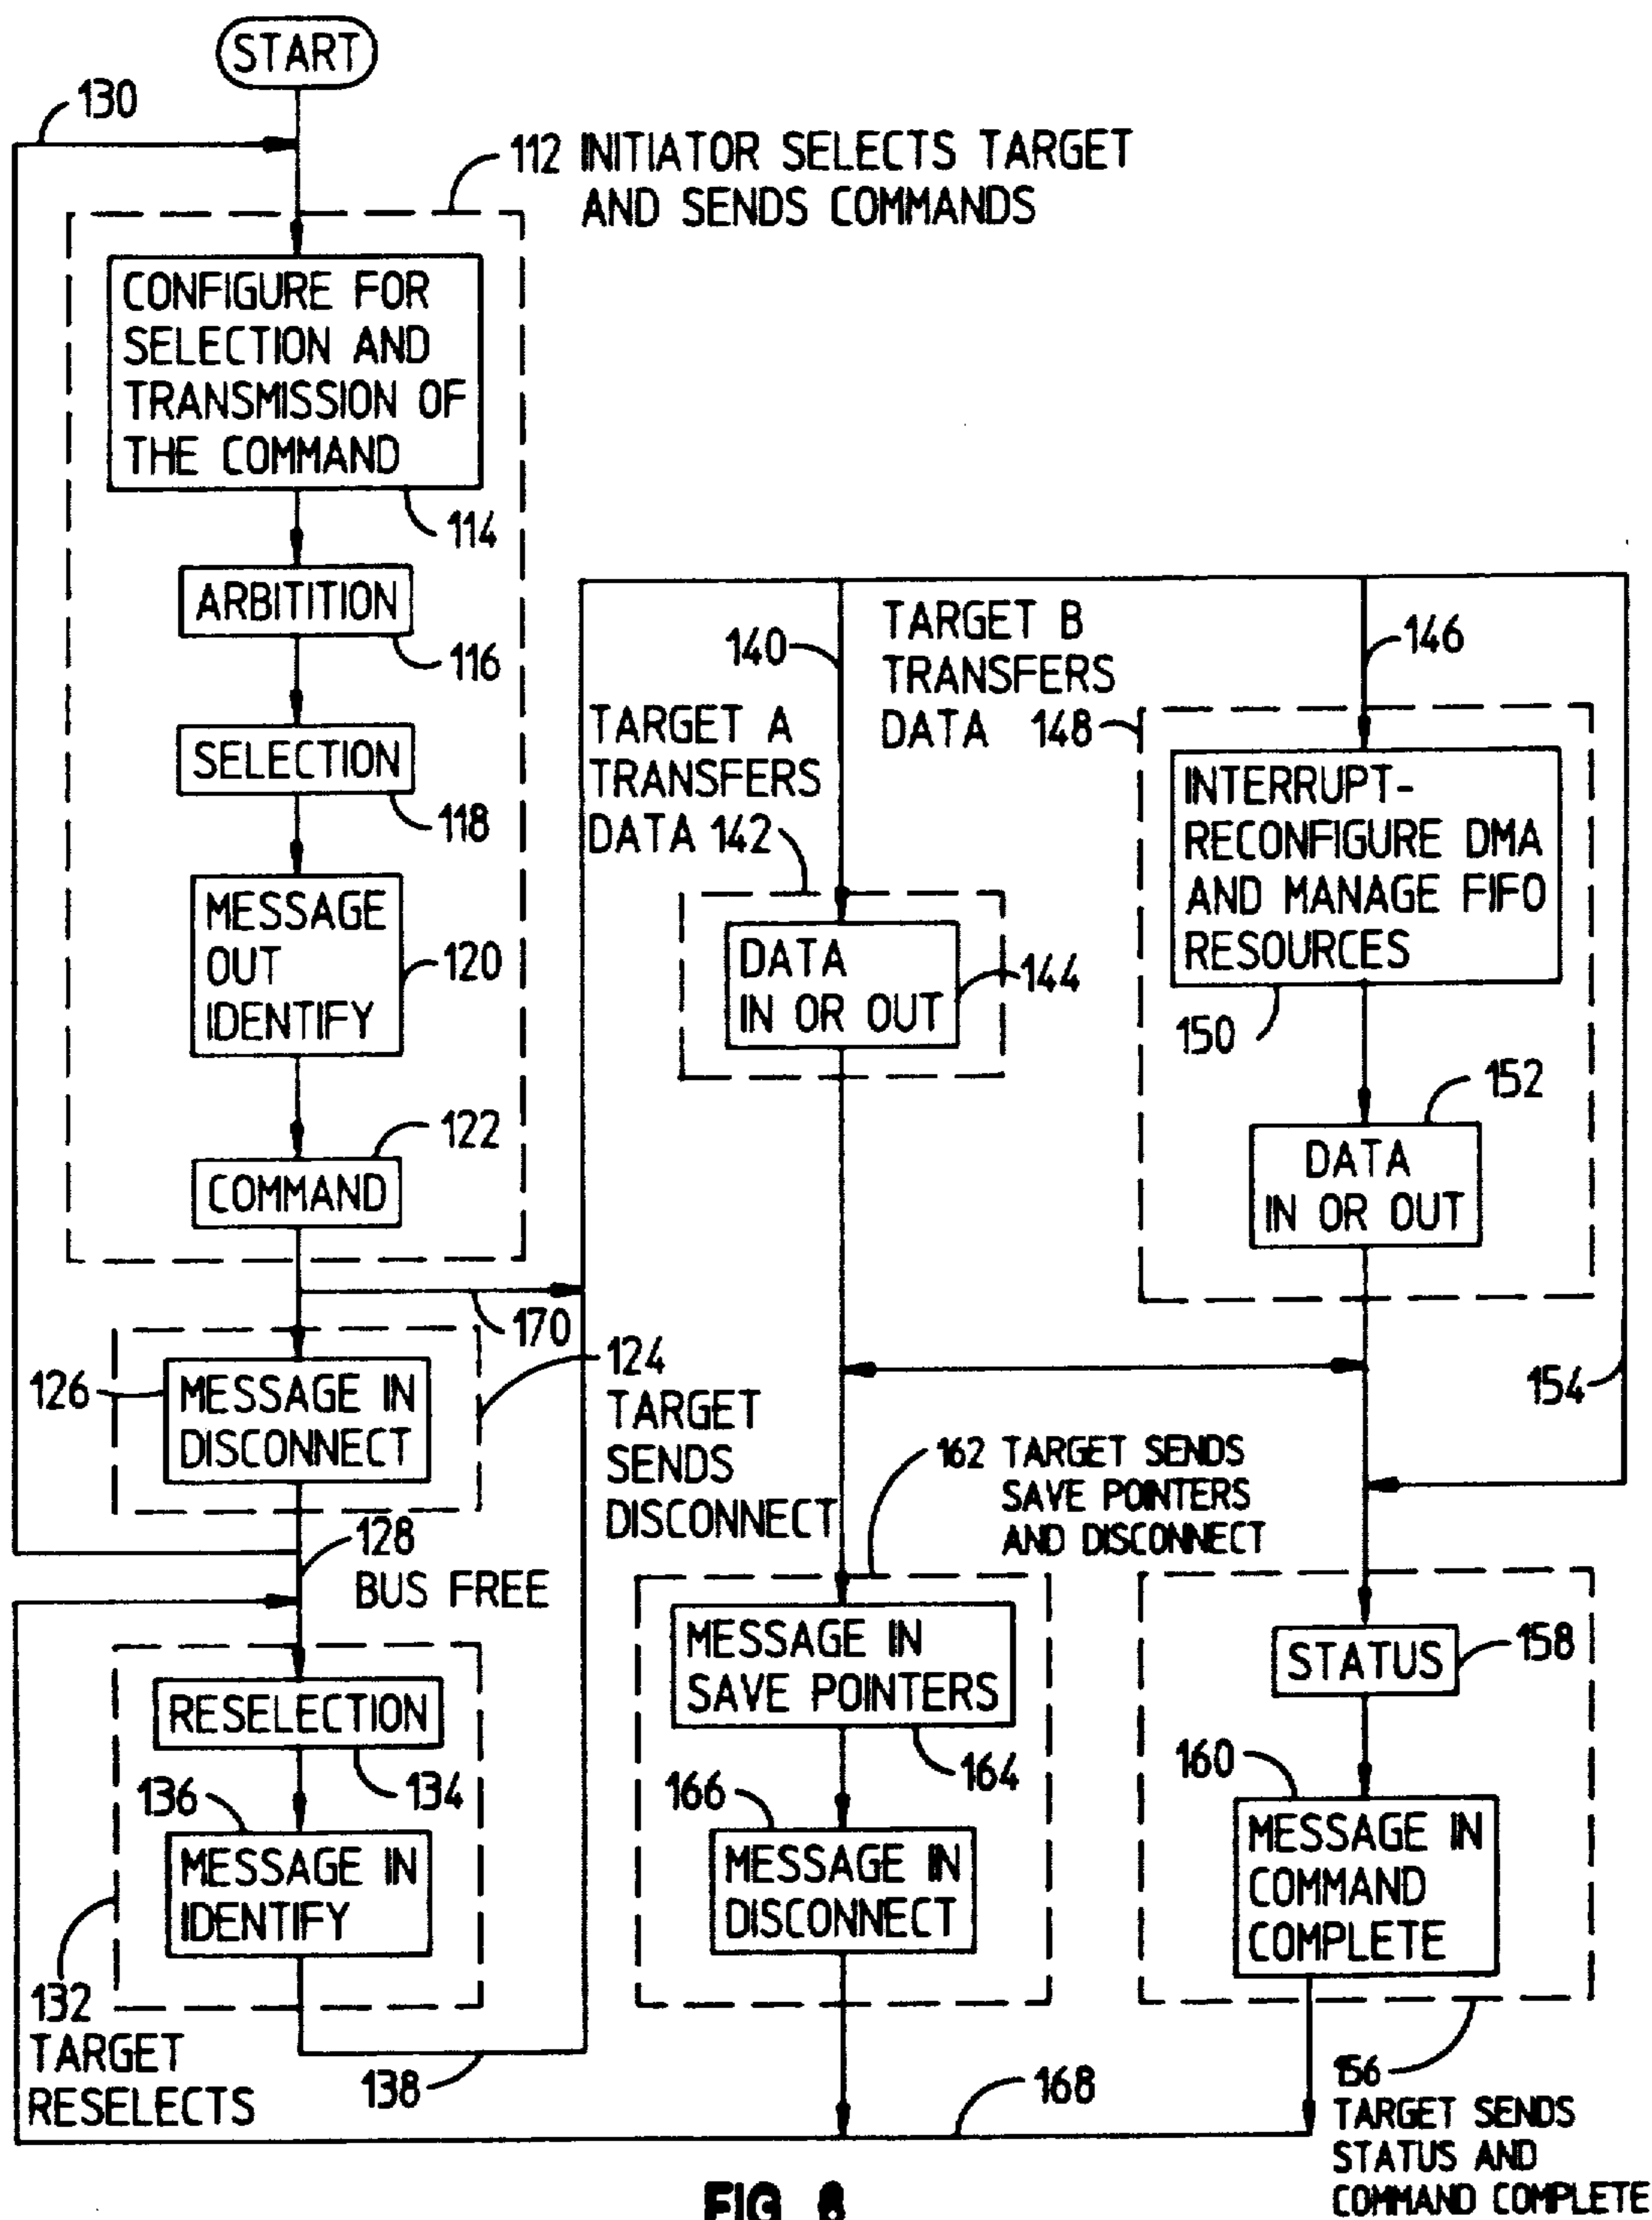 START
130
112 INITIATOR SELECTS TARGET
AND SENDS COMMANDS
CONFIGURE FOR
SELECTION AND
TRANSMISSION OF
THE COMMAND
114
ARBITITION
116
SELECTION
118
MESSAGE
OUT
IDENTIFY
120
122
COMMAND
170
126
MESSAGE IN
DISCONNECT
124
TARGET
SENDS
DISCONNECT
128
BUS FREE
RESELECTION
134
136
MESSAGE IN
IDENTIFY
132
TARGET
RESELECTS
138
140
TARGET A
TRANSFERS
DATA 142
DATA
IN OR OUT
144
TARGET B
TRANSFERS
DATA 148
146
INTERRUPT-
RECONFIGURE DMA
AND MANAGE FIFO
RESOURCES
150
152
DATA
IN OR OUT
154
162 TARGET SENDS
SAVE POINTERS
AND DISCONNECT
MESSAGE IN
SAVE POINTERS
164
166
MESSAGE IN
DISCONNECT
STATUS
158
160
MESSAGE IN
COMMAND
COMPLETE
168
156
TARGET SENDS
STATUS AND
COMMAND COMPLETE
FIG 8